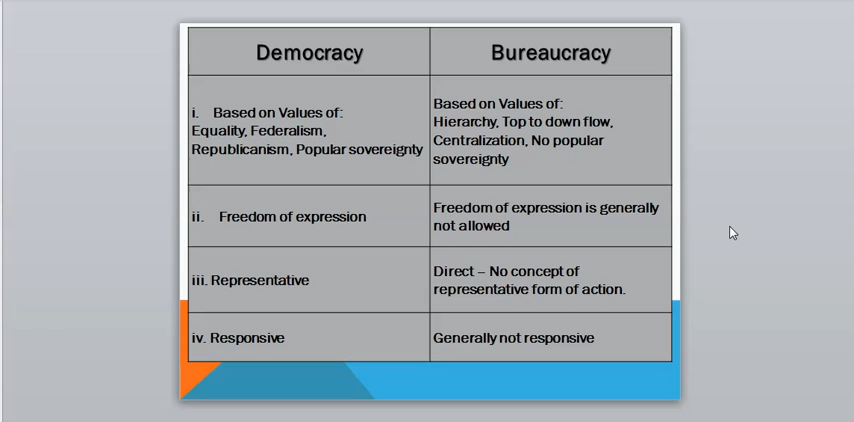 Democracy
Bureaucracy
i. Based on Values of:
Equality, Federalism,
Republicanism, Popular sovereignty
Based on Values of:
Hierarchy, Top to down flow,
Centralization, No popular
sovereignty
ii. Freedom of expression
Freedom of expression is generally
not allowed
iii. Representative
Direct – No concept of
representative form of action.
iv. Responsive
Generally not responsive